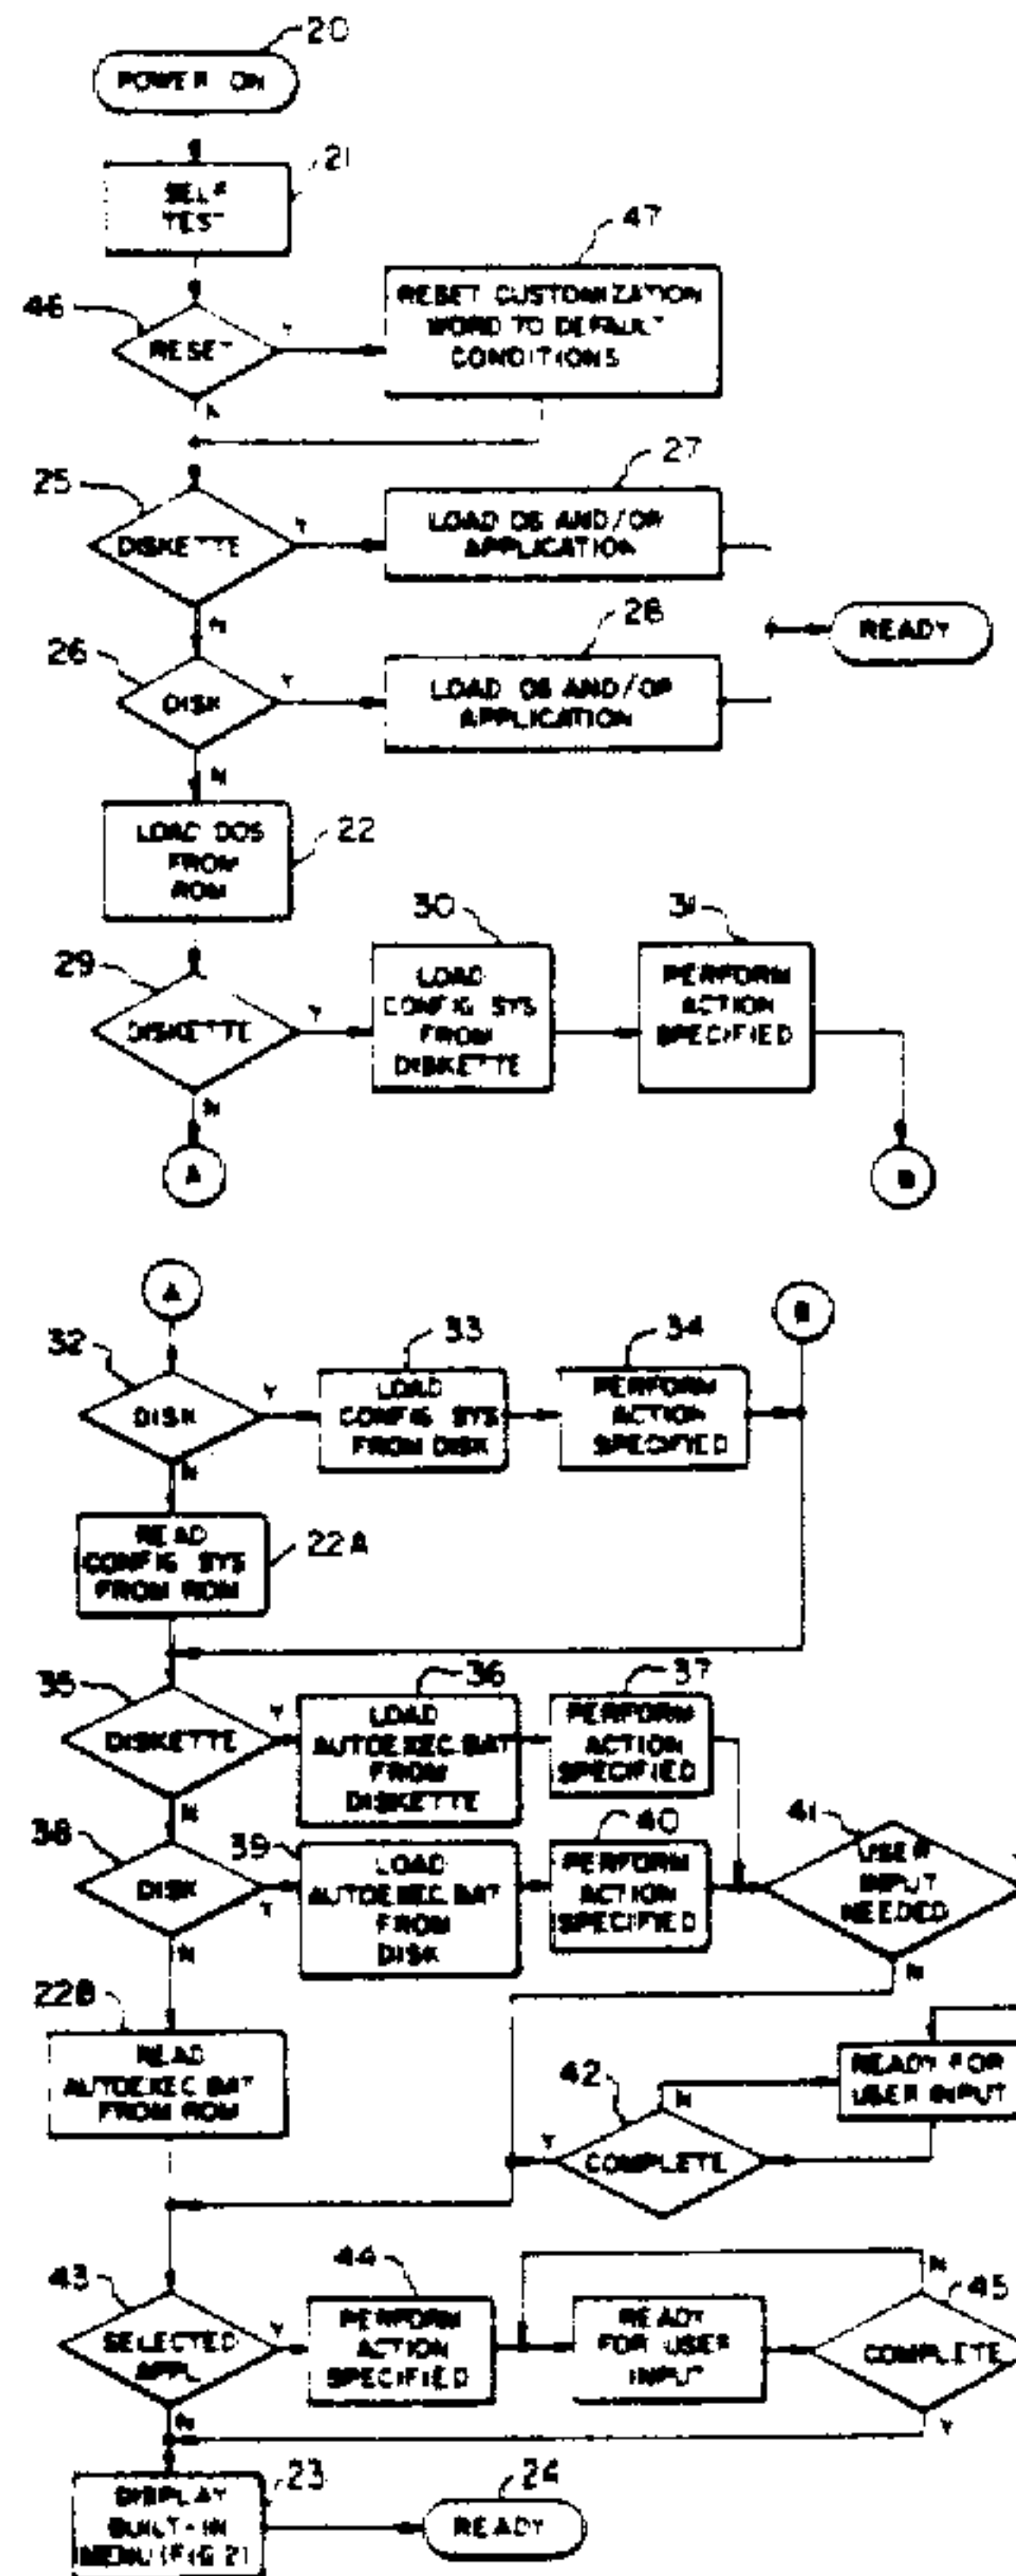 20
POWER ON
21
SELF
TEST
47
46
RESET
Y
RESET CUSTOMIZATION
WORD TO DEFAULT
CONDITIONS
N
25
27
DISKETTE
Y
LOAD OS AND/OR
APPLICATION
N
28
READY
26
DISK
Y
LOAD OS AND/OR
APPLICATION
N
LOAD DOS
FROM
ROM
22
30
31
29
DISKETTE
Y
LOAD
CONFIG SYS
FROM
DISKETTE
PERFORM
ACTION
SPECIFIED
N
A
B
A
B
32
33
34
DISK
Y
LOAD
CONFIG SYS
FROM DISK
PERFORM
ACTION
SPECIFIED
N
READ
CONFIG SYS
FROM ROM
22A
35
36
37
DISKETTE
Y
LOAD
AUTOEXEC.BAT
FROM
DISKETTE
PERFORM
ACTION
SPECIFIED
N
38
39
40
41
DISK
Y
LOAD
AUTOEXEC.BAT
FROM
DISK
PERFORM
ACTION
SPECIFIED
USER
INPUT
NEEDED
N
N
22B
READ
AUTOEXEC BAT
FROM ROM
42
N
READY FOR
USER INPUT
Y
COMPLETE
43
44
N
45
SELECTED
APPL
Y
PERFORM
ACTION
SPECIFIED
READY
FOR USER
INPUT
COMPLETE
N
Y
DISPLAY
BUILT-IN
MENU (FIG 2)
23
24
READY